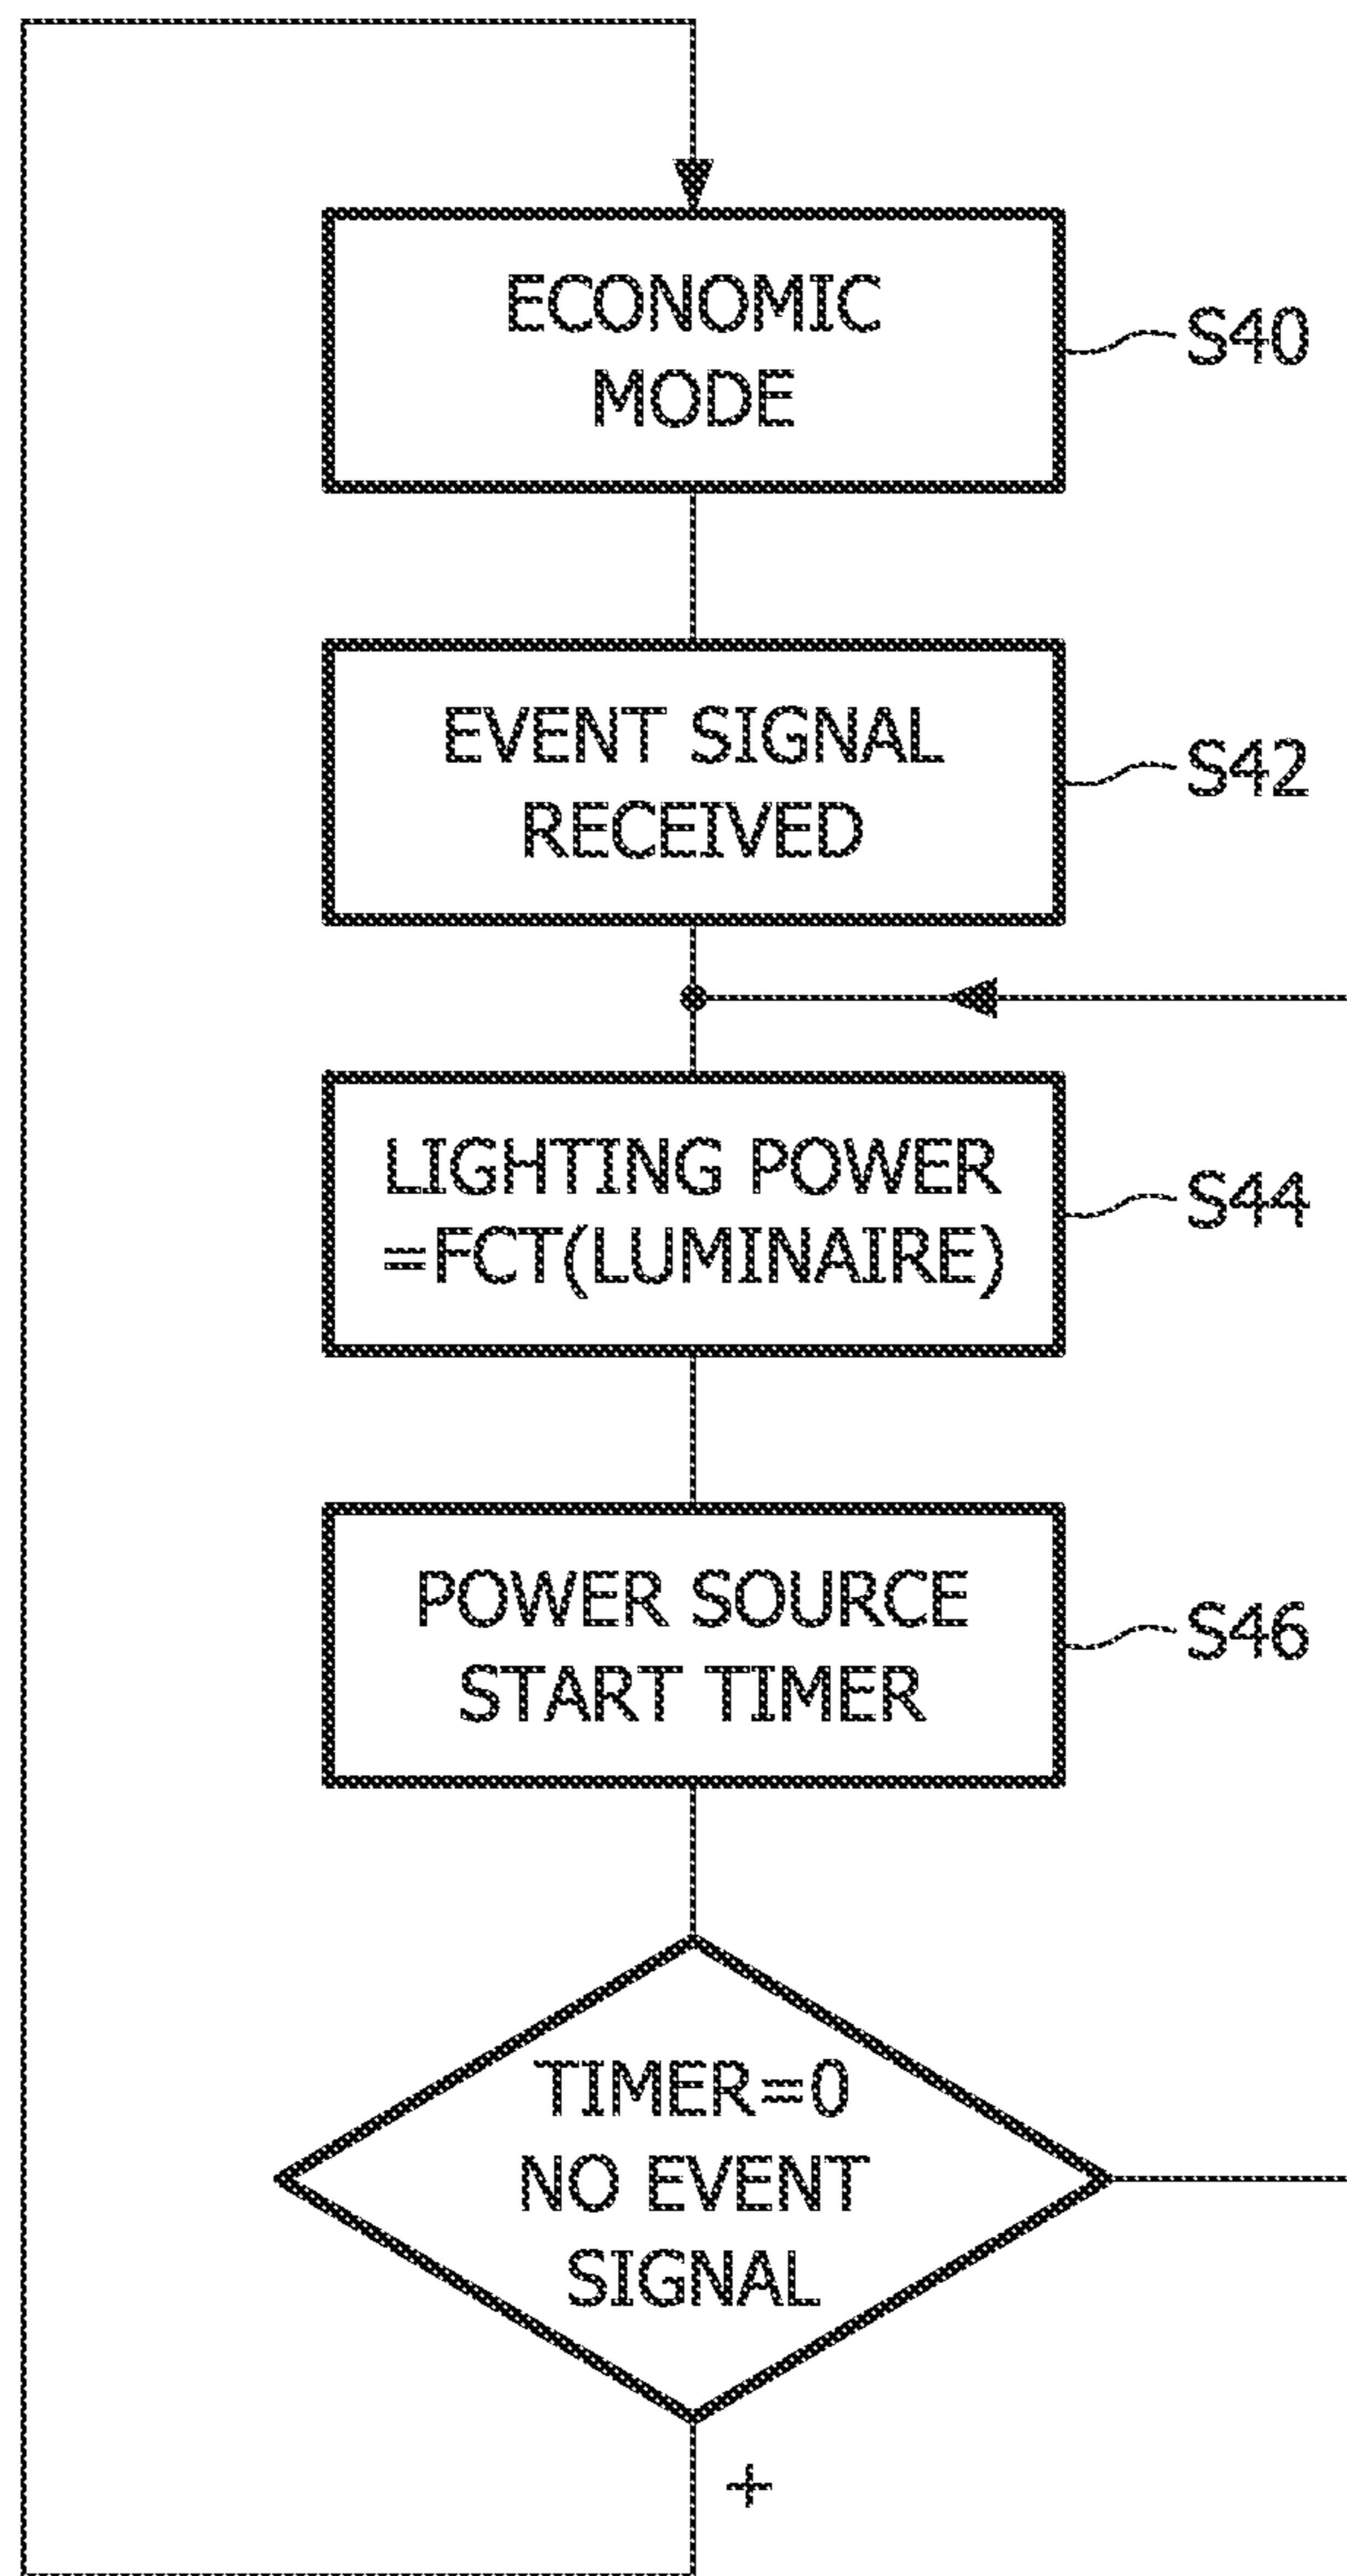 ECONOMIC
MODE
S40
EVENT SIGNAL
RECEIVED
S42
LIGHTING POWER
=FCT(LUMINAIRE)
S44
POWER SOURCE
START TIMER
S46
TIMER=0
NO EVENT
SIGNAL
+